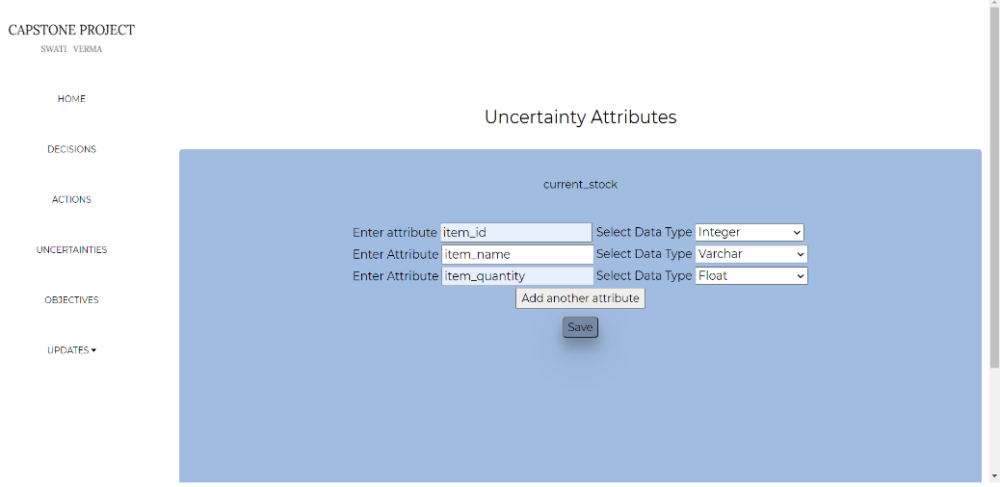 CAPSTONE PROJECT
SWATI VERMA
HOME
DECISIONS
ACTIONS
UNCERTAINTIES
OBJECTIVES
UPDATES
Uncertainty Attributes
current_stock
Enter attribute item_id Select Data Type Integer
Enter Attribute item_name Select Data Type Varchar
Enter Attribute item_quantity Select Data Type Float
Add another attribute
Save